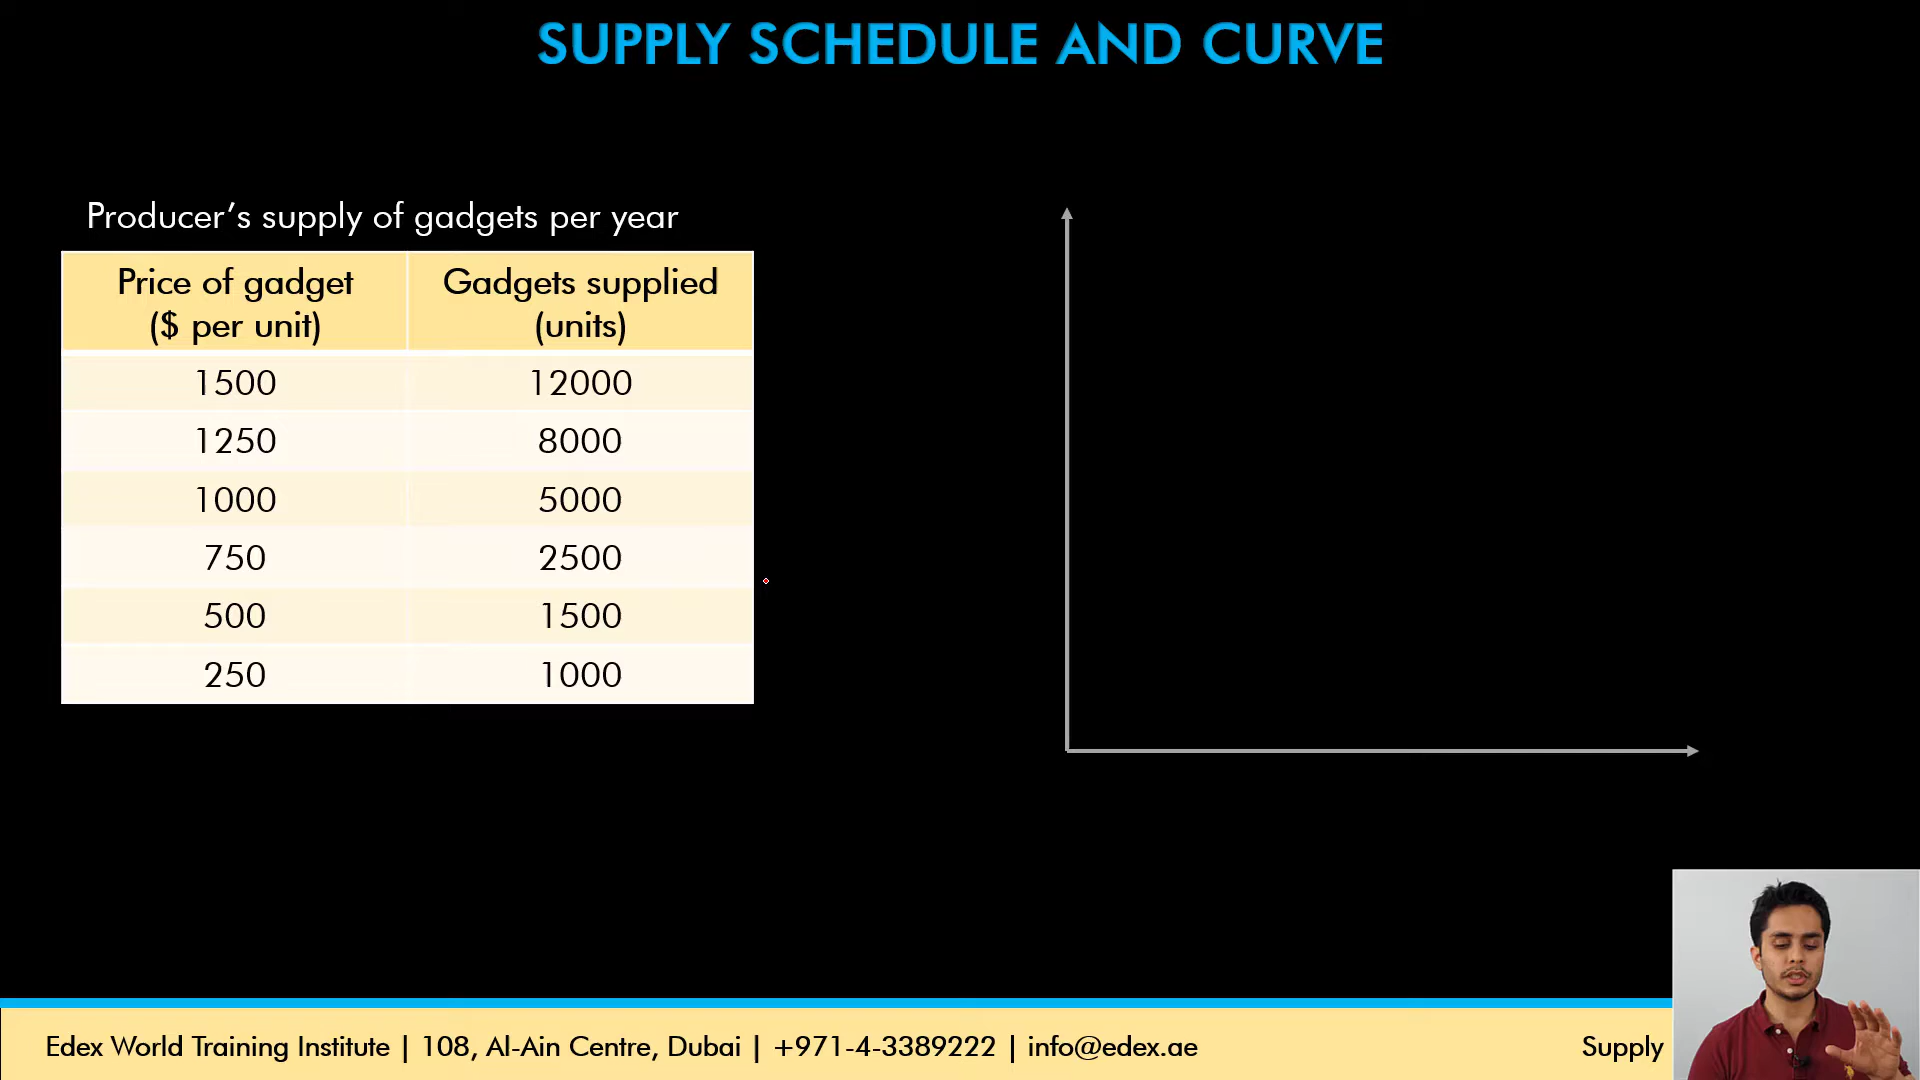 SUPPLY SCHEDULE AND CURVE
Producer’s supply of gadgets per year
Price of gadget ($ per unit) Gadgets supplied (units)
1500 12000
1250 8000
1000 5000
750 2500
500 1500
250 1000
Edex World Training Institute | 108, Al-Ain Centre, Dubai | +971-4-3389222 | info@edex.ae Supply